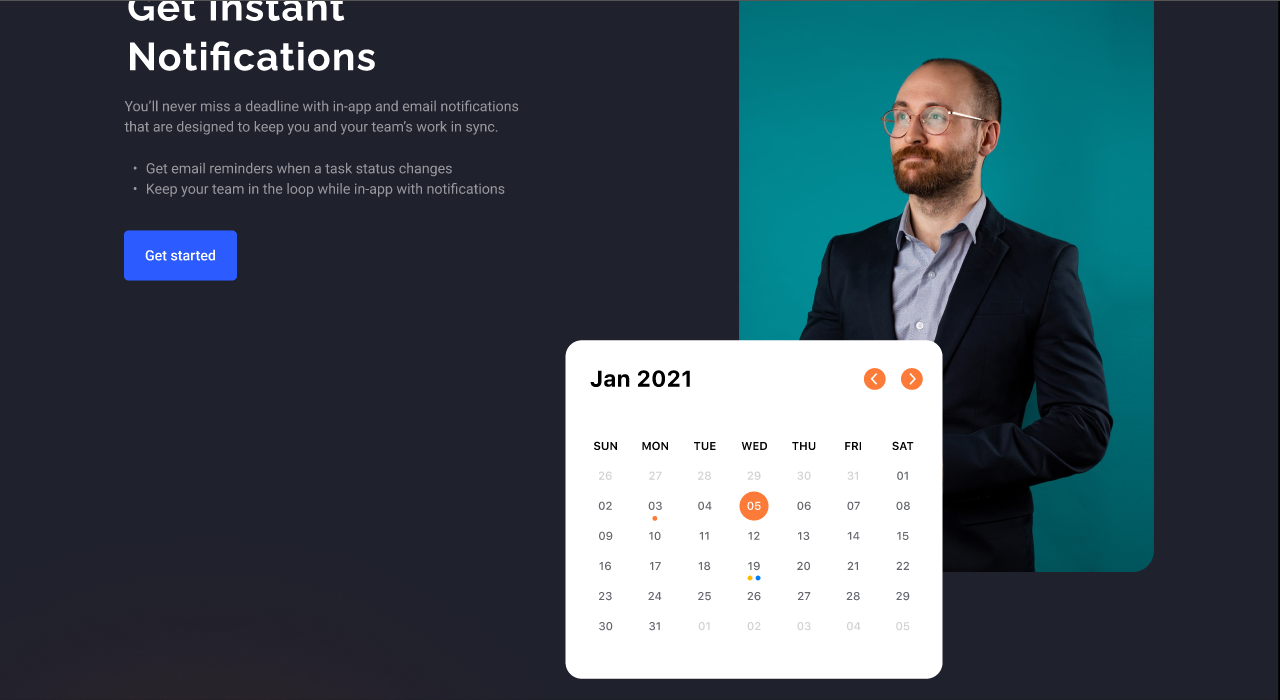 Get Instant
Notifications
You'll never miss a deadline with in-app and email notifications
that are designed to keep you and your team's work in sync.
• Get email reminders when a task status changes
• Keep your team in the loop while in-app with notifications
Get started
Jan 2021
SUN MON TUE WED THU FRI SAT
26 27 28 29 30 31 01
02 03 04 05 06 07 08
09 10 11 12 13 14 15
16 17 18 19 20 21 22
23 24 25 26 27 28 29
30 31 01 02 03 04 05